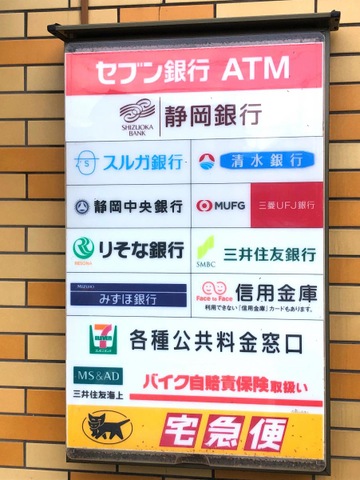 セブン銀行 ATM
SHIZUOKA BANK 静岡銀行
S スルガ銀行 清水銀行
静岡中央銀行 MUFG 三菱UFJ銀行
RESONA りそな銀行 SMBC 三井住友銀行
MIZUHO みずほ銀行 Face to Face 信用金庫
利用できない「信用金庫」カードもあります。
7 ELEVEN 各種公共料金窓口
MS&AD 三井住友海上 バイク自賠責保険取扱い
宅急便